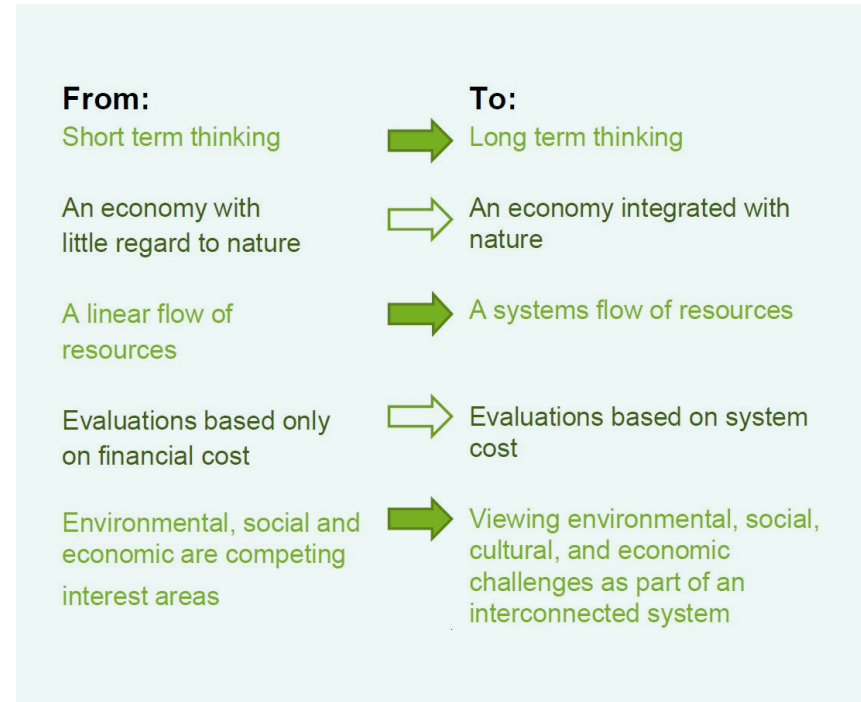 From:
To:
Short term thinking
Long term thinking
An economy with
little regard to nature
An economy integrated with
nature
A linear flow of
resources
A systems flow of resources
Evaluations based only
on financial cost
Evaluations based on system
cost
Environmental, social and
economic are competing
interest areas
Viewing environmental, social,
cultural, and economic
challenges as part of an
interconnected system